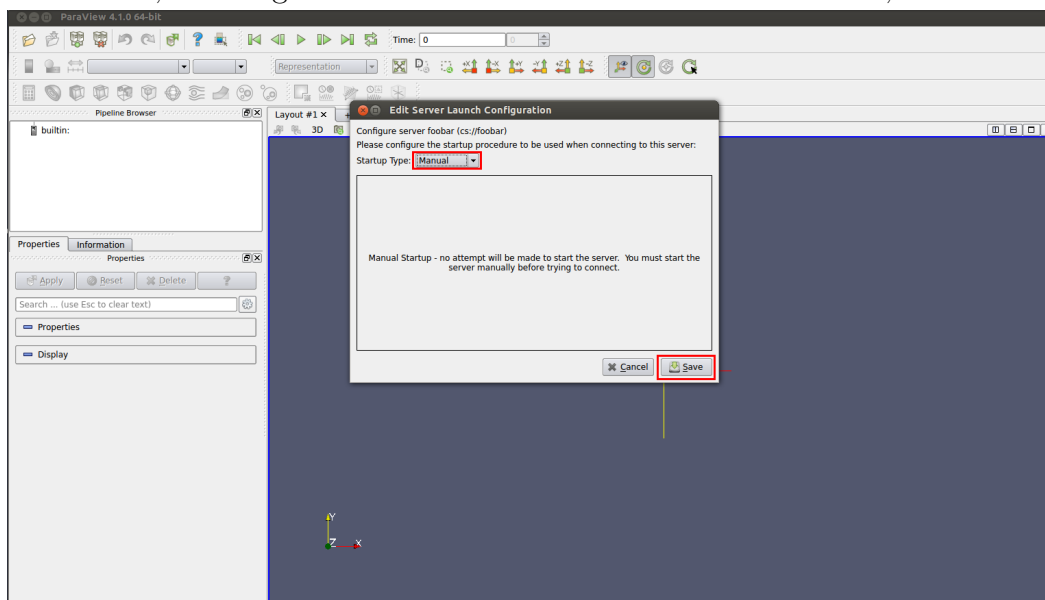 ParaView 4.1.0 64-bit
Time: 0
0
Representation
Pipeline Browser
builtin:
Layout #1 X
3D
Edit Server Launch Configuration
Configure server foobar (cs://foobar)
Please configure the startup procedure to be used when connecting to this server:
Startup Type: Manual
Manual Startup - no attempt will be made to start the server. You must start the
server manually before trying to connect.
Cancel
Save
Properties
Information
Properties
Apply
Reset
Delete
?
Search ... (use Esc to clear text)
Properties
Display
Y
Z
X